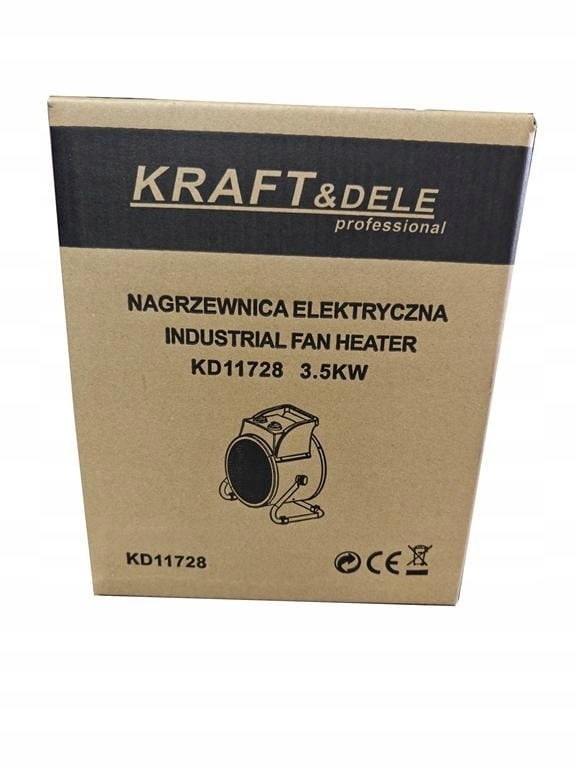 KRAFT&DELE
professional
NAGRZEWNICA ELEKTRYCZNA
INDUSTRIAL FAN HEATER
KD11728 3.5KW
KD11728
CE